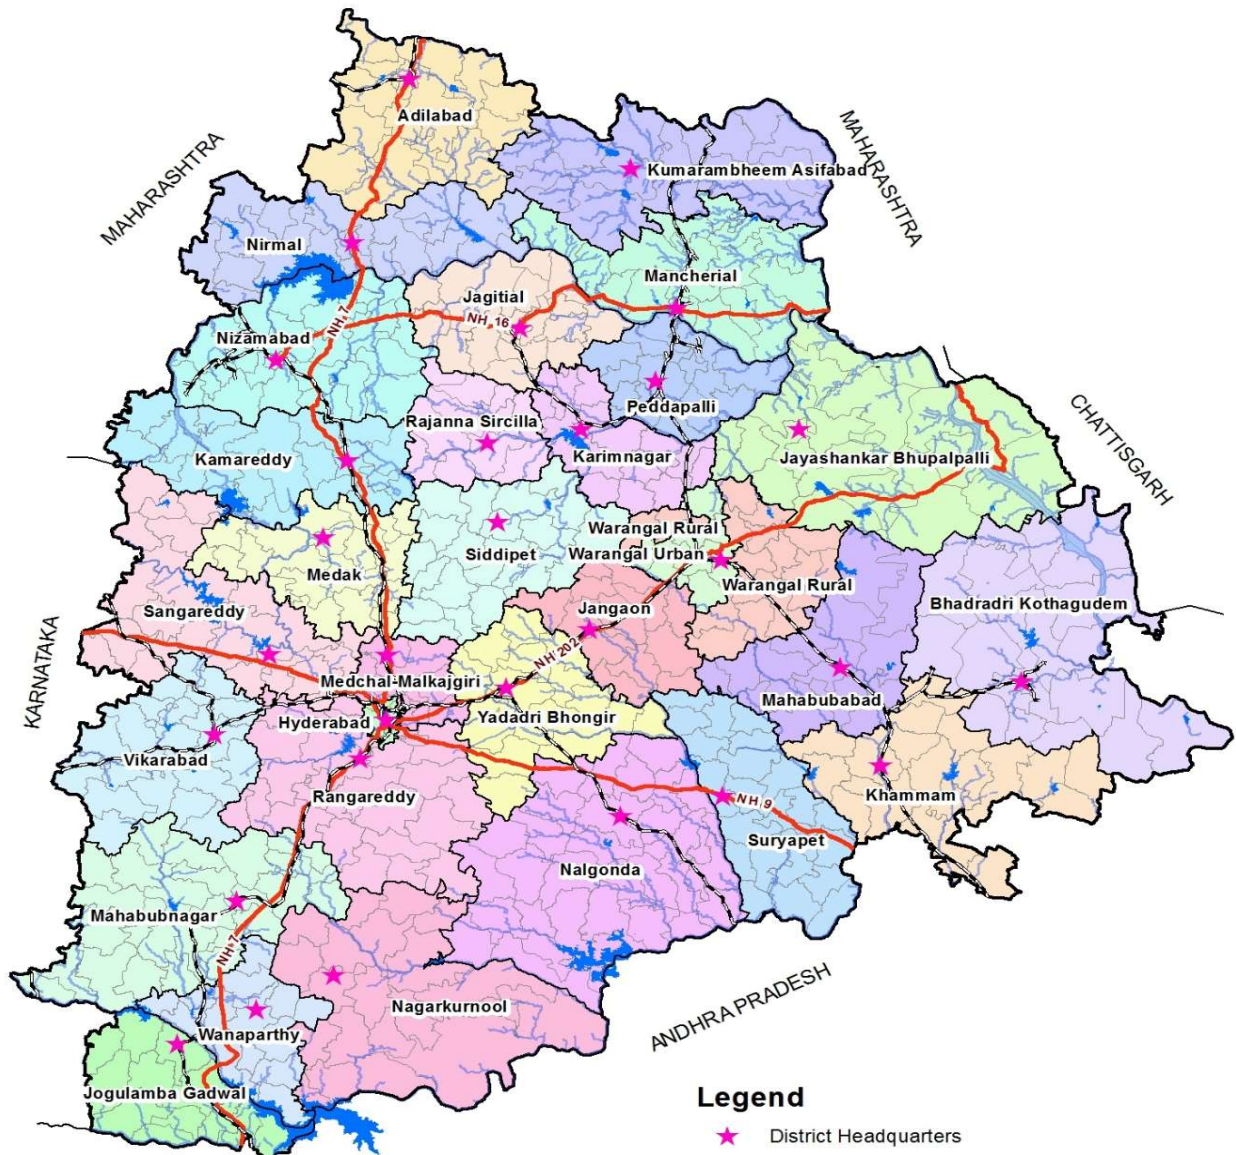 Adilabad
MAHARASHTRA
MAHARASHTRA
Kumarambheem Asifabad
Nirmal
Mancherial
Jagitial
NH 7
NH 16
Nizamabad
Peddapalli
Rajanna Sircilla
Karimnagar
Jayashankar Bhupalpalli
CHATTISGARH
Kamareddy
Warangal Rural
Siddipet
Warangal Urban
Medak
Warangal Rural
Sangareddy
Jangaon
Bhadradri Kothagudem
KARNATAKA
NH 202
Medchal-Malkajgiri
Mahabubabad
Hyderabad
Yadadri Bhongir
Vikarabad
Rangareddy
Khammam
NH 9
Suryapet
Nalgonda
Mahabubnagar
NH 7
ANDHRA PRADESH
Nagarkurnool
Wanaparthy
Jogulamba Gadwal
Legend
District Headquarters